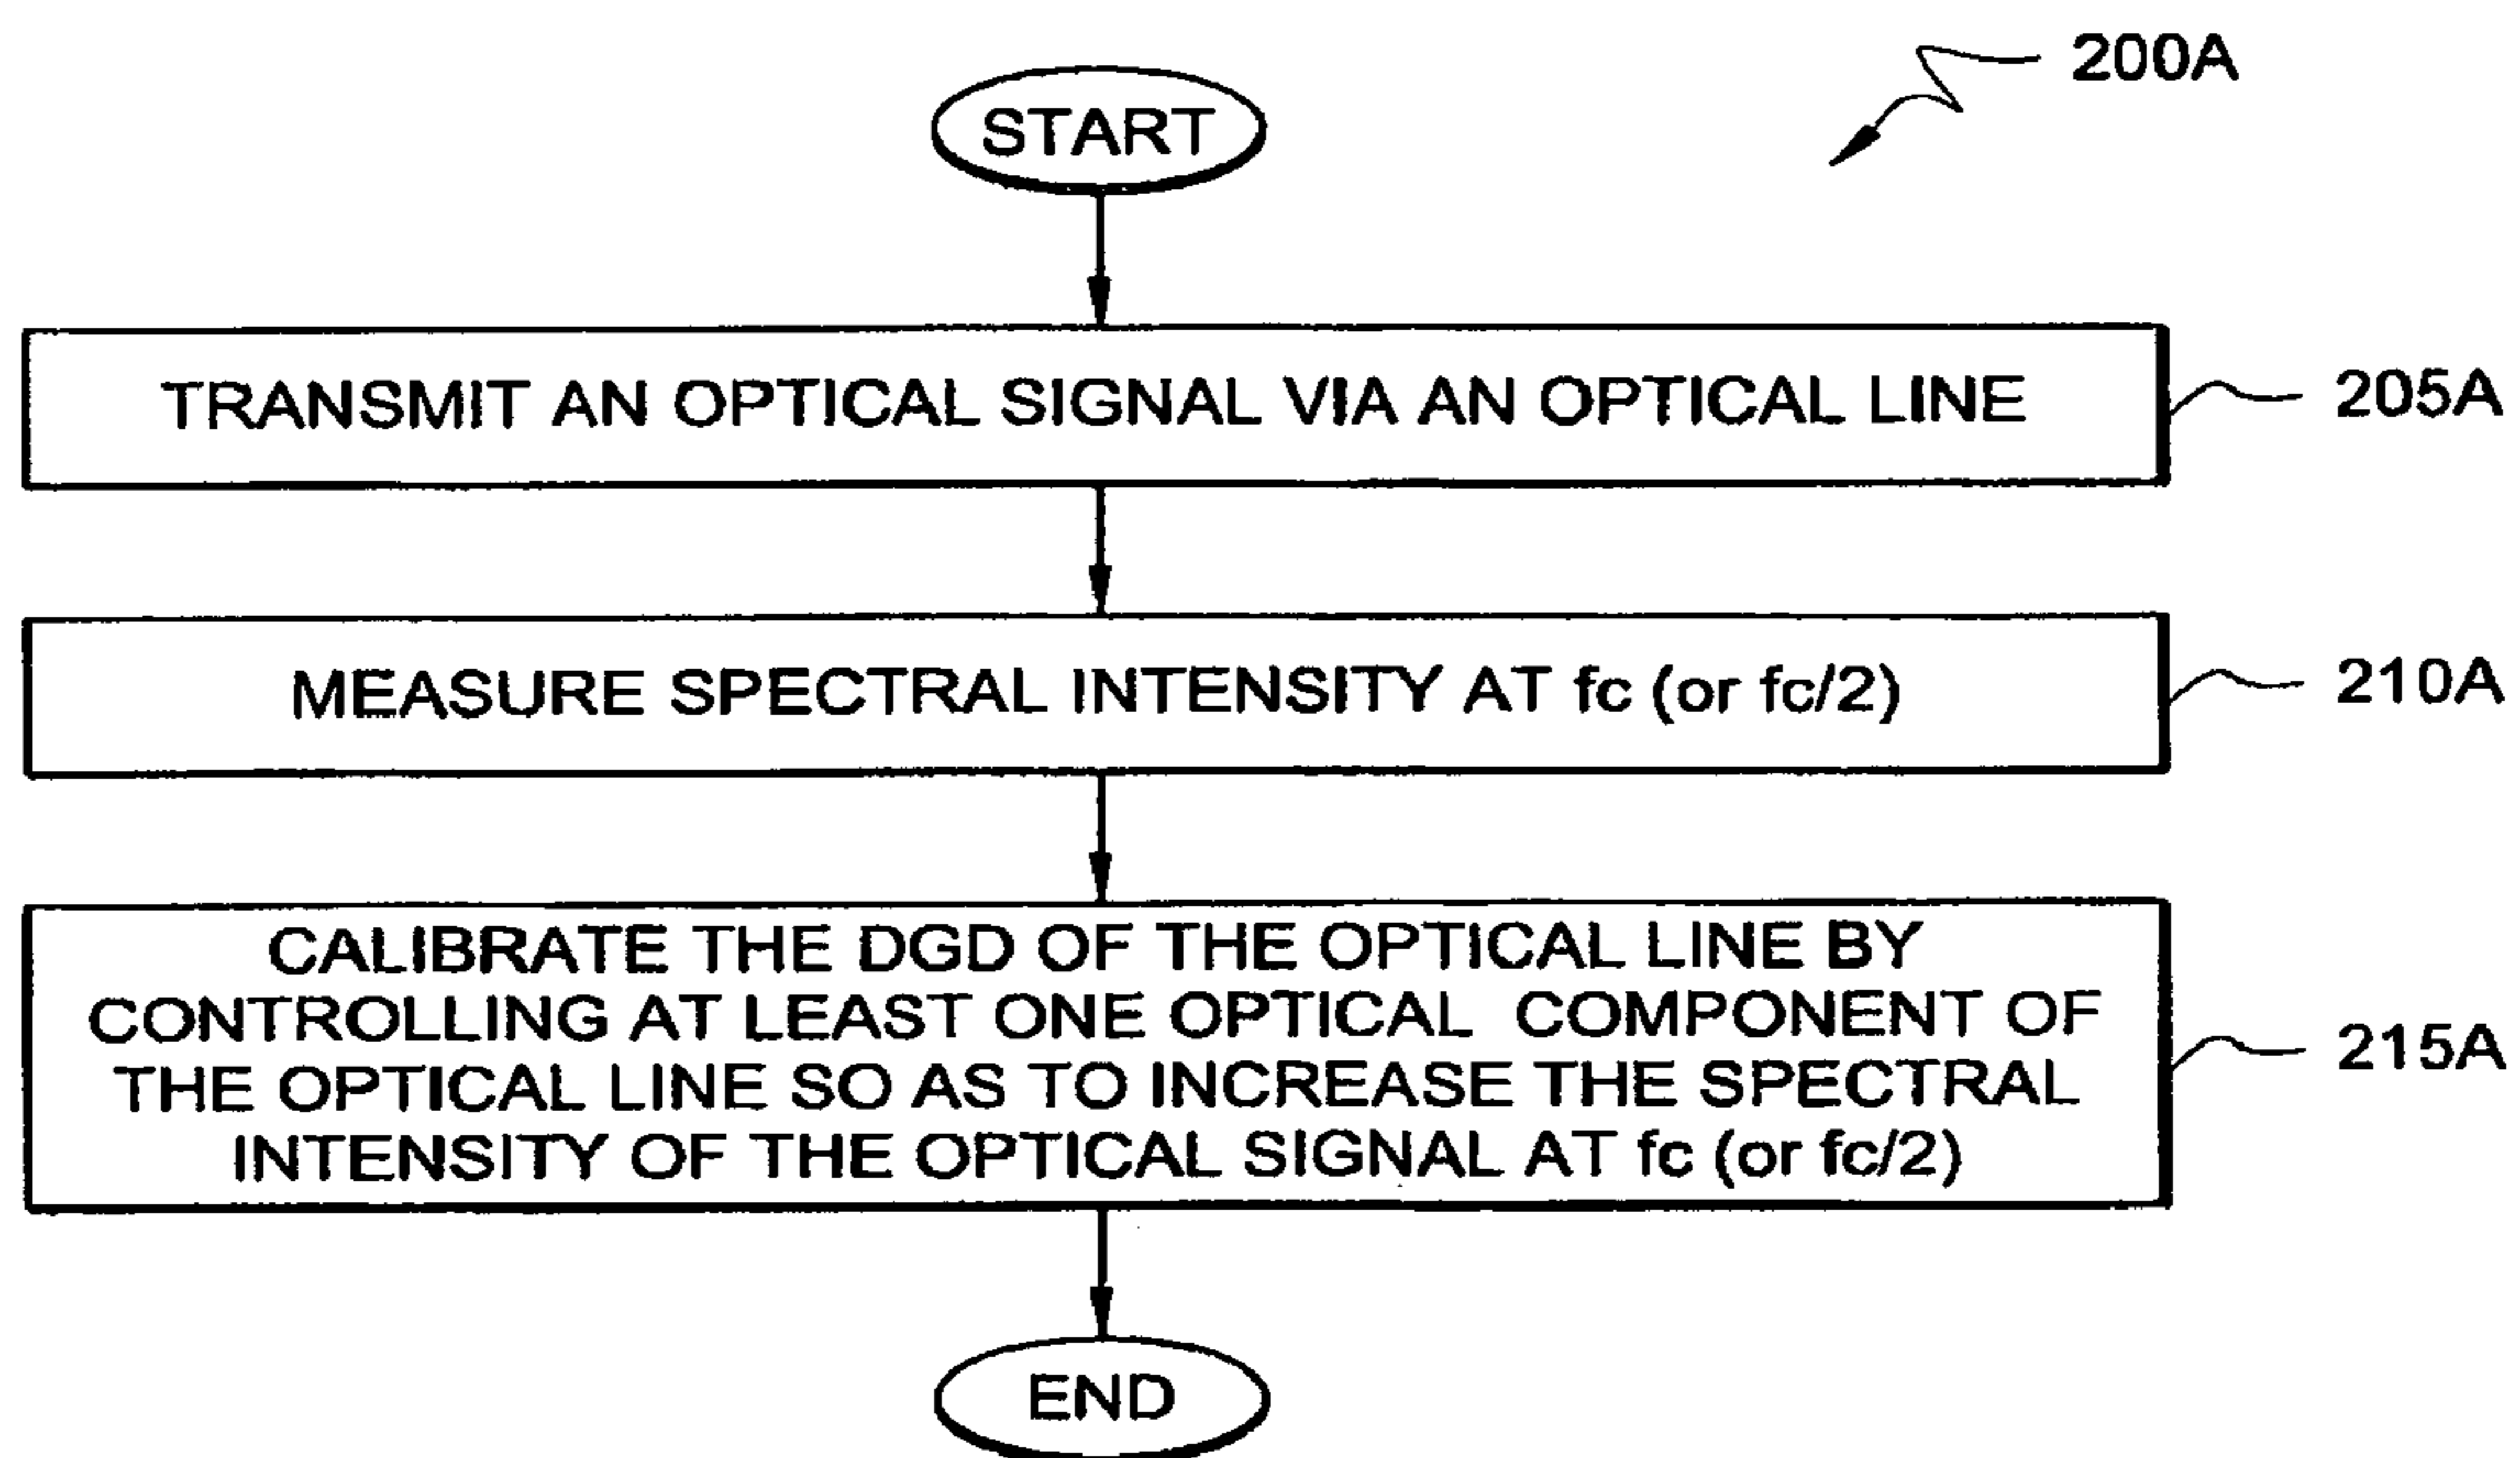 200A
START
TRANSMIT AN OPTICAL SIGNAL VIA AN OPTICAL LINE
205A
MEASURE SPECTRAL INTENSITY AT fc (or fc/2)
210A
CALIBRATE THE DGD OF THE OPTICAL LINE BY
CONTROLLING AT LEAST ONE OPTICAL COMPONENT OF
THE OPTICAL LINE SO AS TO INCREASE THE SPECTRAL
INTENSITY OF THE OPTICAL SIGNAL AT fc (or fc/2)
215A
END